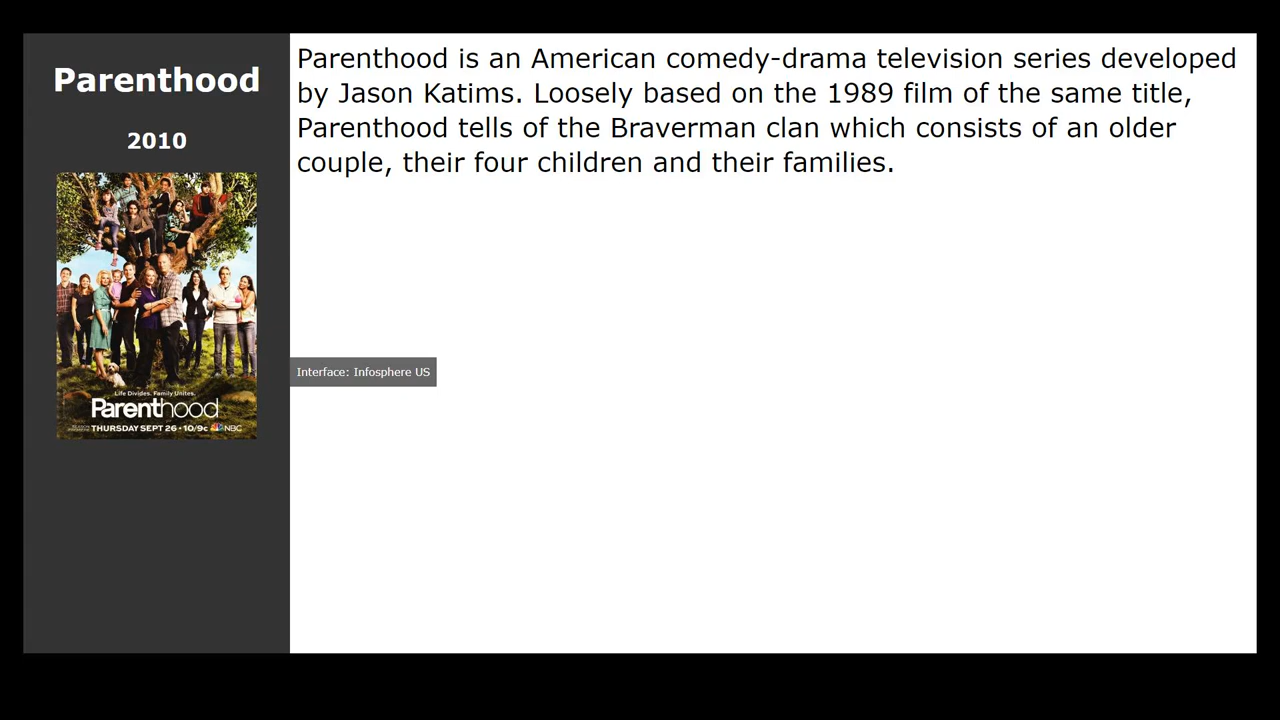 Parenthood
2010
Life Divides. Family Unites.
Parenthood
THURSDAY SEPT 26 • 10/9c NBC
Parenthood is an American comedy-drama television series developed
by Jason Katims. Loosely based on the 1989 film of the same title,
Parenthood tells of the Braverman clan which consists of an older
couple, their four children and their families.
Interface: Infosphere US